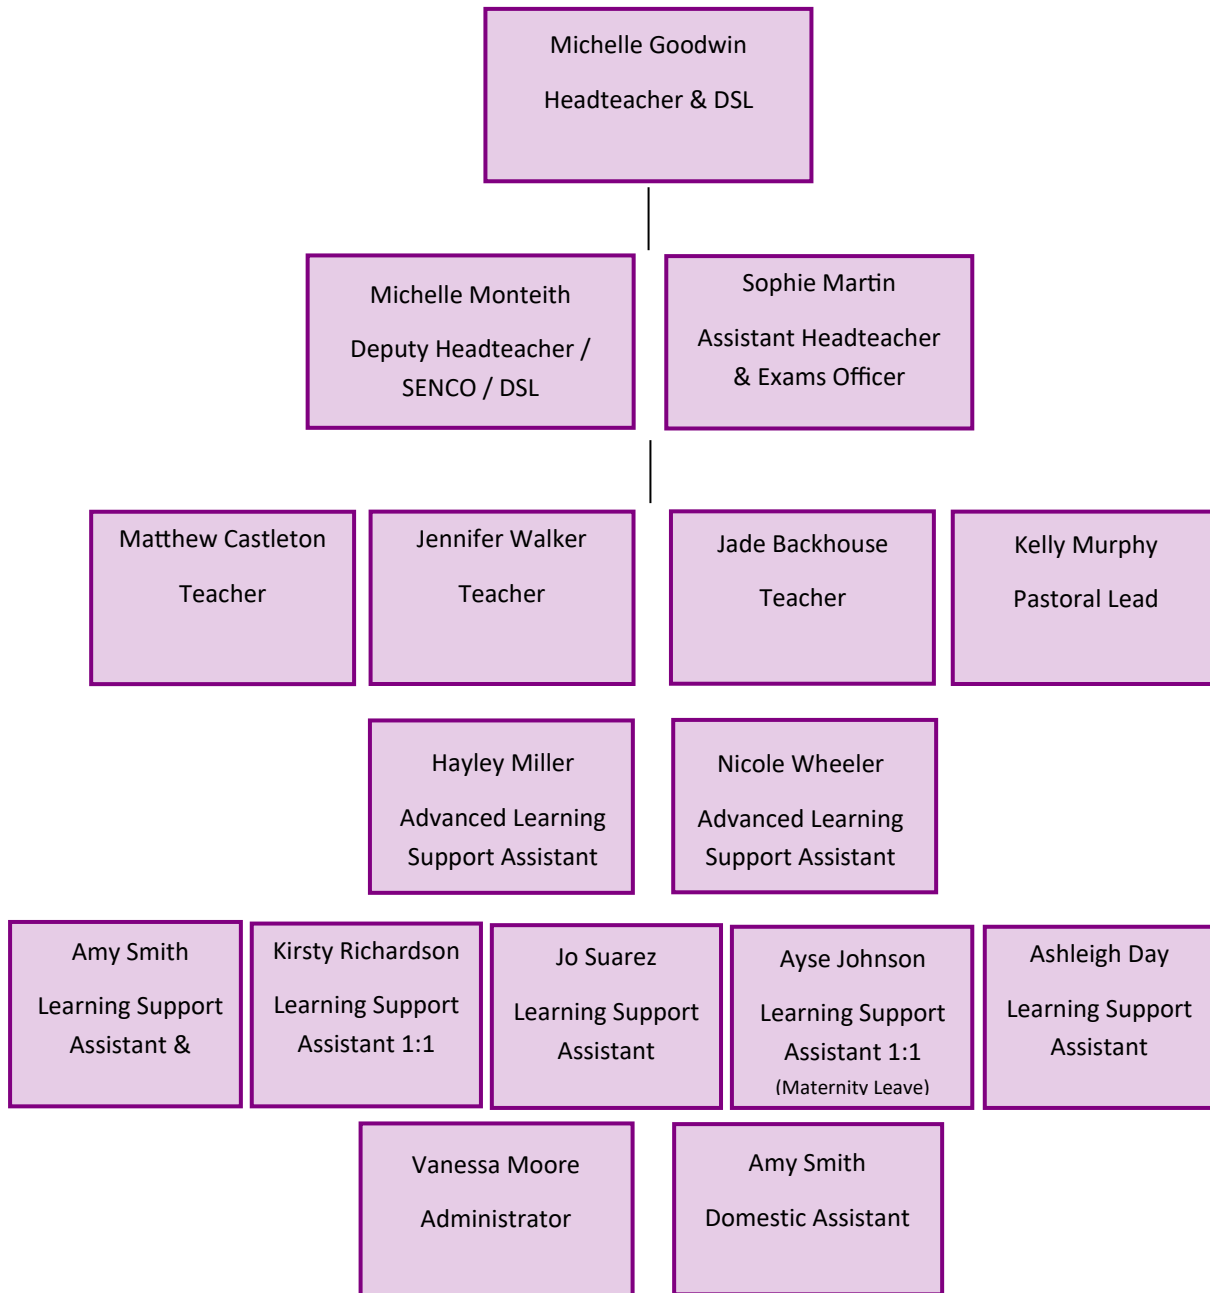 Michelle Goodwin
Headteacher & DSL
Michelle Monteith
Deputy Headteacher /
SENCO / DSL
Sophie Martin
Assistant Headteacher
& Exams Officer
Matthew Castleton
Teacher
Jennifer Walker
Teacher
Jade Backhouse
Teacher
Kelly Murphy
Pastoral Lead
Hayley Miller
Advanced Learning
Support Assistant
Nicole Wheeler
Advanced Learning
Support Assistant
Amy Smith
Learning Support
Assistant &
Kirsty Richardson
Learning Support
Assistant 1:1
Jo Suarez
Learning Support
Assistant
Ayse Johnson
Learning Support
Assistant 1:1
(Maternity Leave)
Ashleigh Day
Learning Support
Assistant
Vanessa Moore
Administrator
Amy Smith
Domestic Assistant